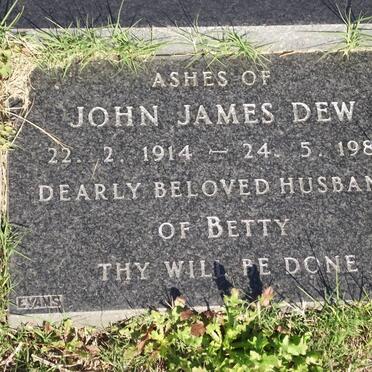 ASHES OF
JOHN JAMES DEW
22. 2. 1914 – 24. 5. 198
DEARLY BELOVED HUSBAN
OF BETTY
THY WILL BE DONE
EVANS